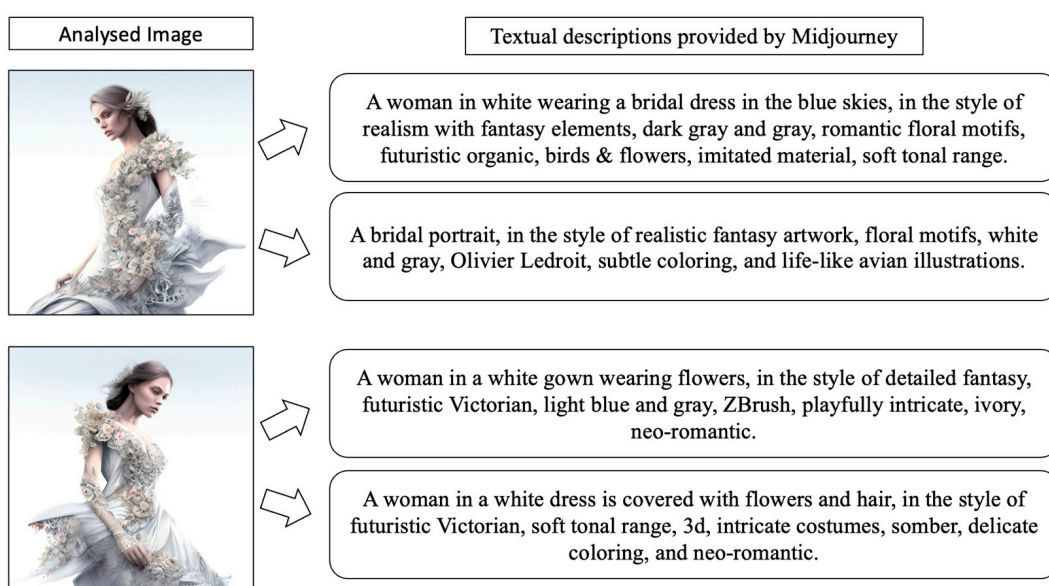 Analysed Image
Textual descriptions provided by Midjourney
A woman in white wearing a bridal dress in the blue skies, in the style of
realism with fantasy elements, dark gray and gray, romantic floral motifs,
futuristic organic, birds & flowers, imitated material, soft tonal range.
A bridal portrait, in the style of realistic fantasy artwork, floral motifs, white
and gray, Olivier Ledroit, subtle coloring, and life-like avian illustrations.
A woman in a white gown wearing flowers, in the style of detailed fantasy,
futuristic Victorian, light blue and gray, ZBrush, playfully intricate, ivory,
neo-romantic.
A woman in a white dress is covered with flowers and hair, in the style of
futuristic Victorian, soft tonal range, 3d, intricate costumes, somber, delicate
coloring, and neo-romantic.